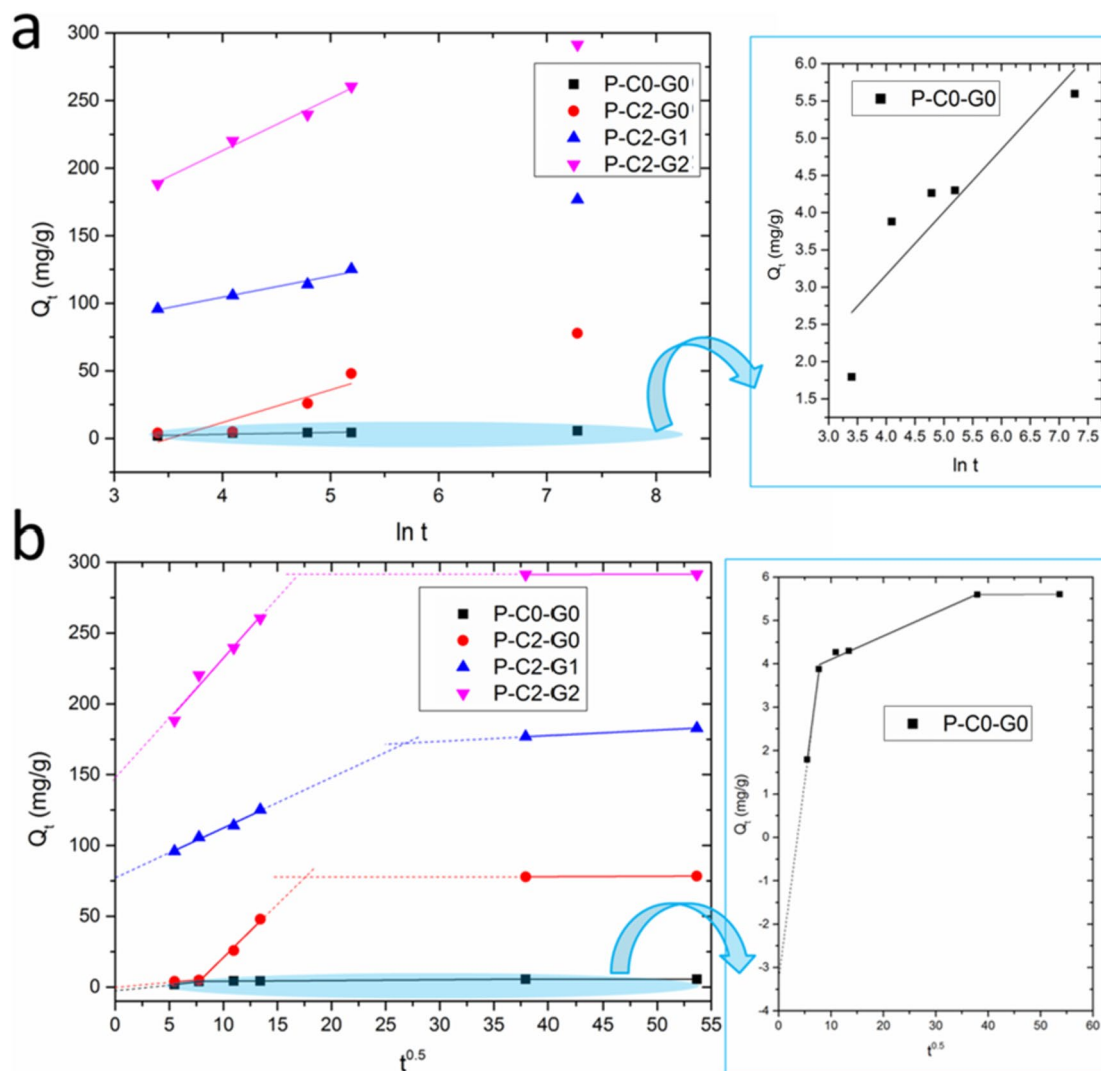 a
300
250
200
150
100
50
0
Qt (mg/g)
3 4 5 6 7 8
ln t
P-C0-G0
P-C2-G0
P-C2-G1
P-C2-G2
6.0
5.5
5.0
4.5
4.0
3.5
3.0
2.5
2.0
1.5
Qt (mg/g)
3.0 3.5 4.0 4.5 5.0 5.5 6.0 6.5 7.0 7.5
ln t
P-C0-G0
b
300
250
200
150
100
50
0
Qt (mg/g)
0 5 10 15 20 25 30 35 40 45 50 55
t0.5
P-C0-G0
P-C2-G0
P-C2-G1
P-C2-G2
6
5
4
3
2
1
0
-1
-2
-3
-4
Qt (mg/g)
0 10 20 30 40 50 60
t0.5
P-C0-G0